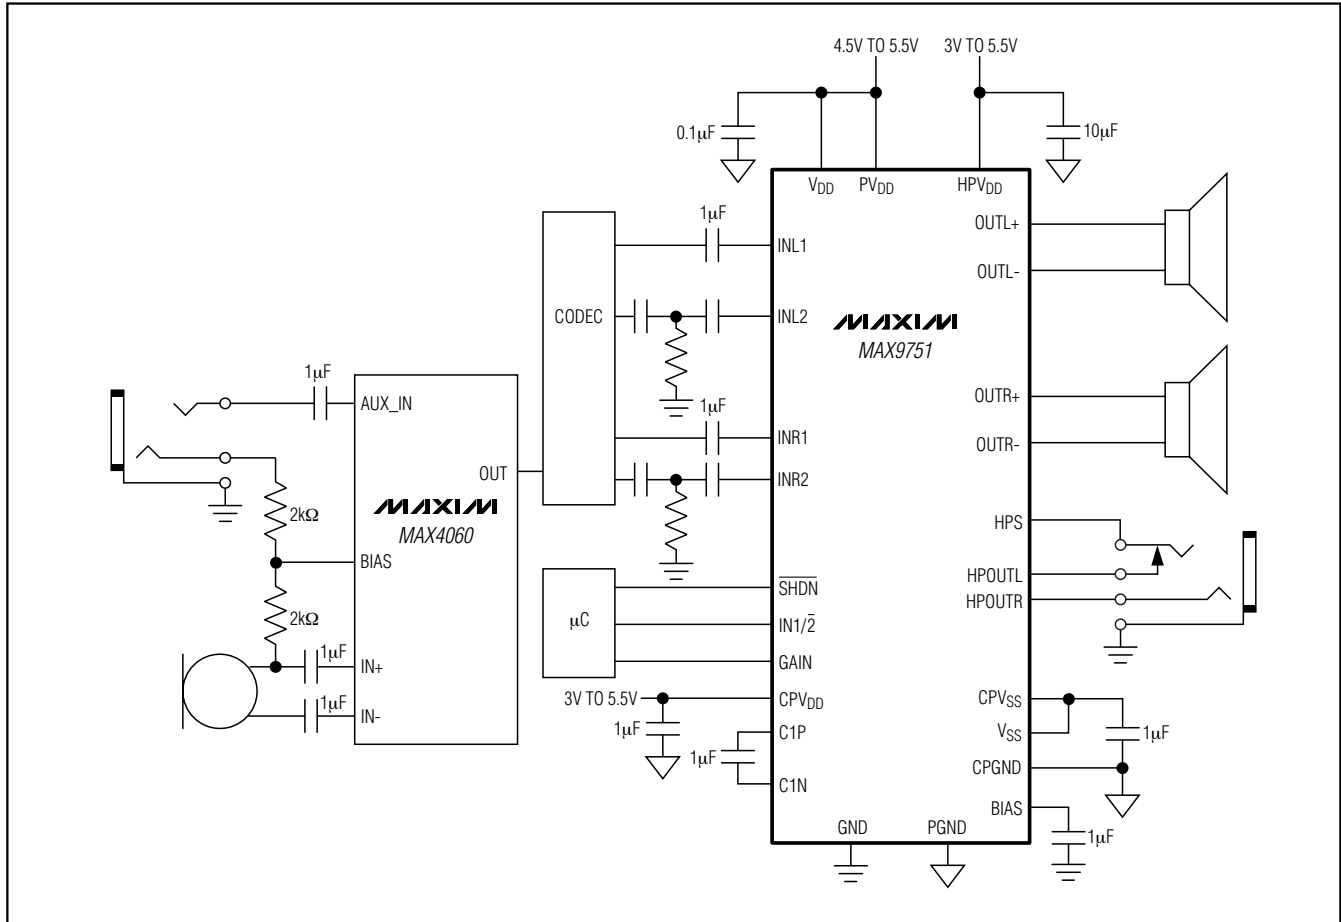 4.5V TO 5.5V
3V TO 5.5V
0.1µF
10µF
VDD
PVDD
HPVDD
1µF
INL1
OUTL+
OUTL-
CODEC
INL2
MAXIM
MAX9751
1µF
AUX_IN
1µF
INR1
OUTR+
OUTR-
OUT
INR2
2kΩ
MAXIM
MAX4060
HPS
BIAS
HPOUTL
HPOUTR
2kΩ
µC
SHDN
IN1/2
GAIN
1µF
IN+
1µF
IN-
3V TO 5.5V
CPVDD
1µF
C1P
1µF
C1N
CPVSS
VSS
1µF
CPGND
BIAS
1µF
GND
PGND